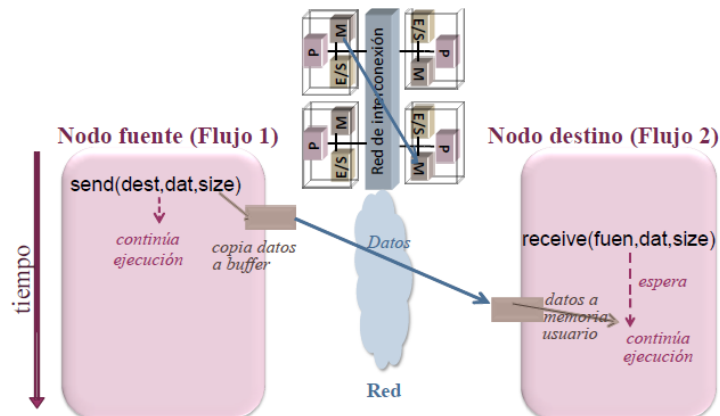 M
P
E/S
E/S
M
P
Red de interconexión
M
P
E/S
E/S
M
P
Nodo fuente (Flujo 1)
Nodo destino (Flujo 2)
tiempo
send(dest,dat,size)
continúa
ejecución
copia datos
a buffer
Datos
receive(fuen,dat,size)
espera
datos a
memoria
usuario
continúa
ejecución
Red